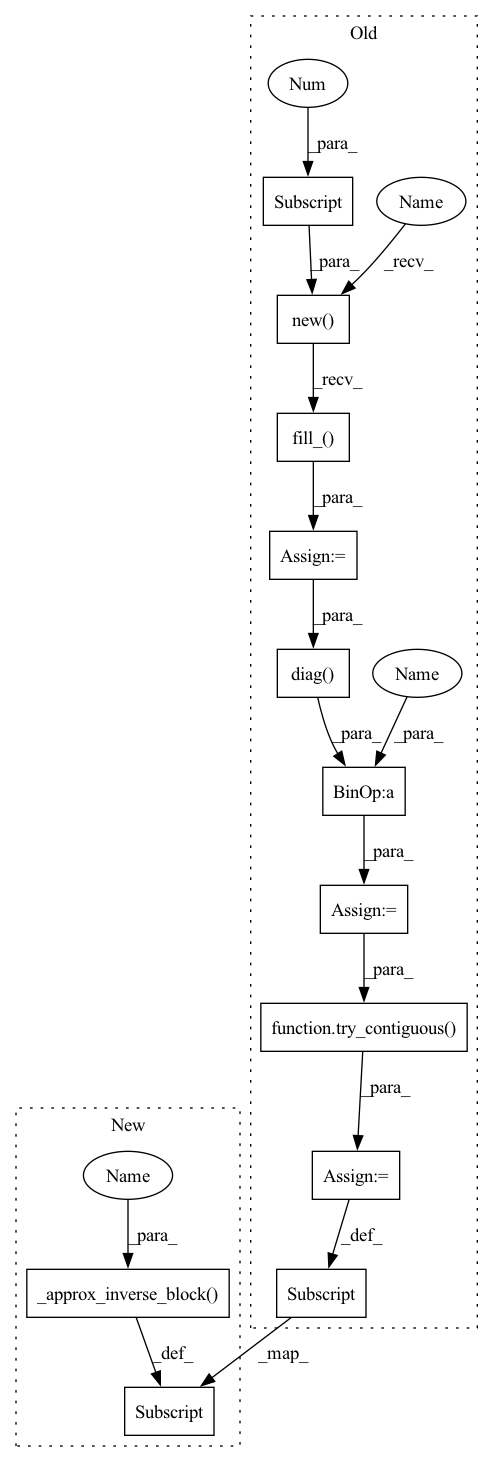 Old
Num
_para_
Subscript
Name
_para_
_recv_
new()
_recv_
fill_()
_para_
Assign:=
_para_
diag()
Name
_para_
_para_
BinOp:a
_para_
Assign:=
_para_
function.try_contiguous()
_para_
New
Name
Assign:=
_para_
_def_
_approx_inverse_block()
Subscript
_def_
_map_
Subscript